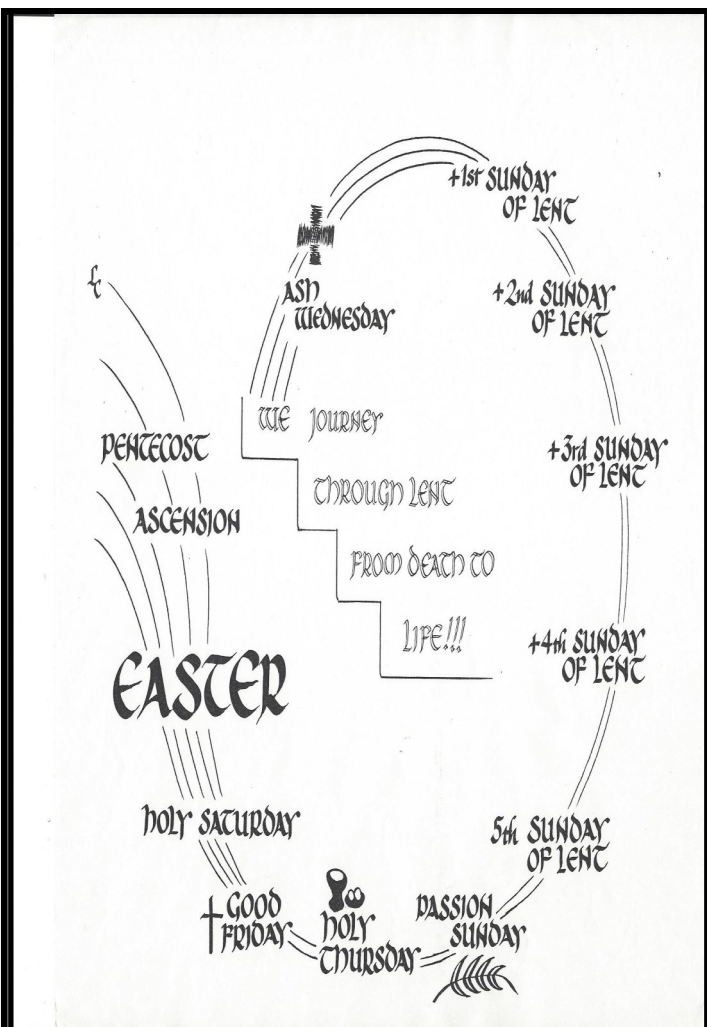 +1st SUNDAY
OF LENT
+2nd SUNDAY
OF LENT
+3rd SUNDAY
OF LENT
+4th SUNDAY
OF LENT
5th SUNDAY
OF LENT
PASSION
SUNDAY
HOLY
THURSDAY
GOOD
FRIDAY
HOLY SATURDAY
EASTER
ASCENSION
PENTECOST
ASH
WEDNESDAY
WE JOURNEY
THROUGH LENT
FROM DEATH TO
LIFE!!!